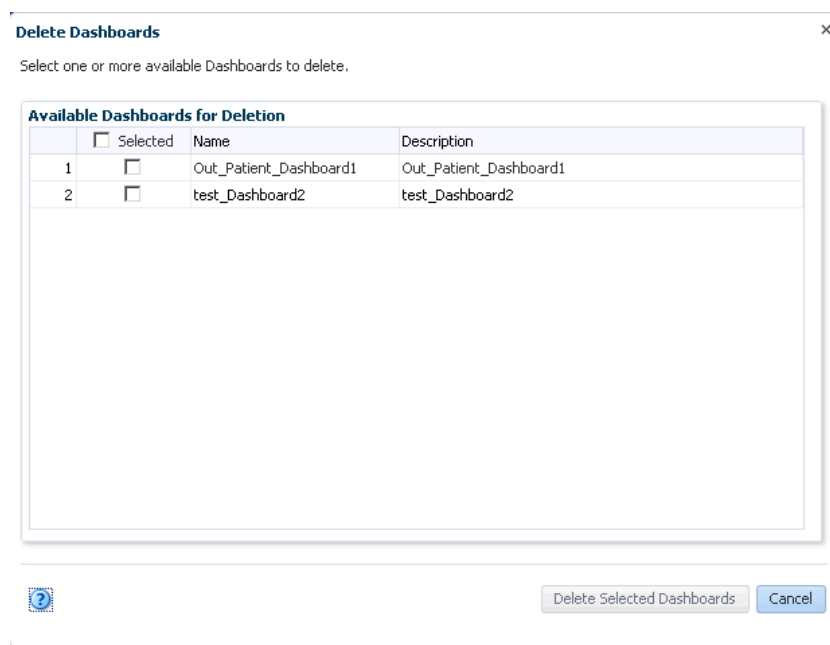 Delete Dashboards
Select one or more available Dashboards to delete.
Available Dashboards for Deletion
Selected Name Description
1 Out_Patient_Dashboard1 Out_Patient_Dashboard1
2 test_Dashboard2 test_Dashboard2
? Delete Selected Dashboards Cancel